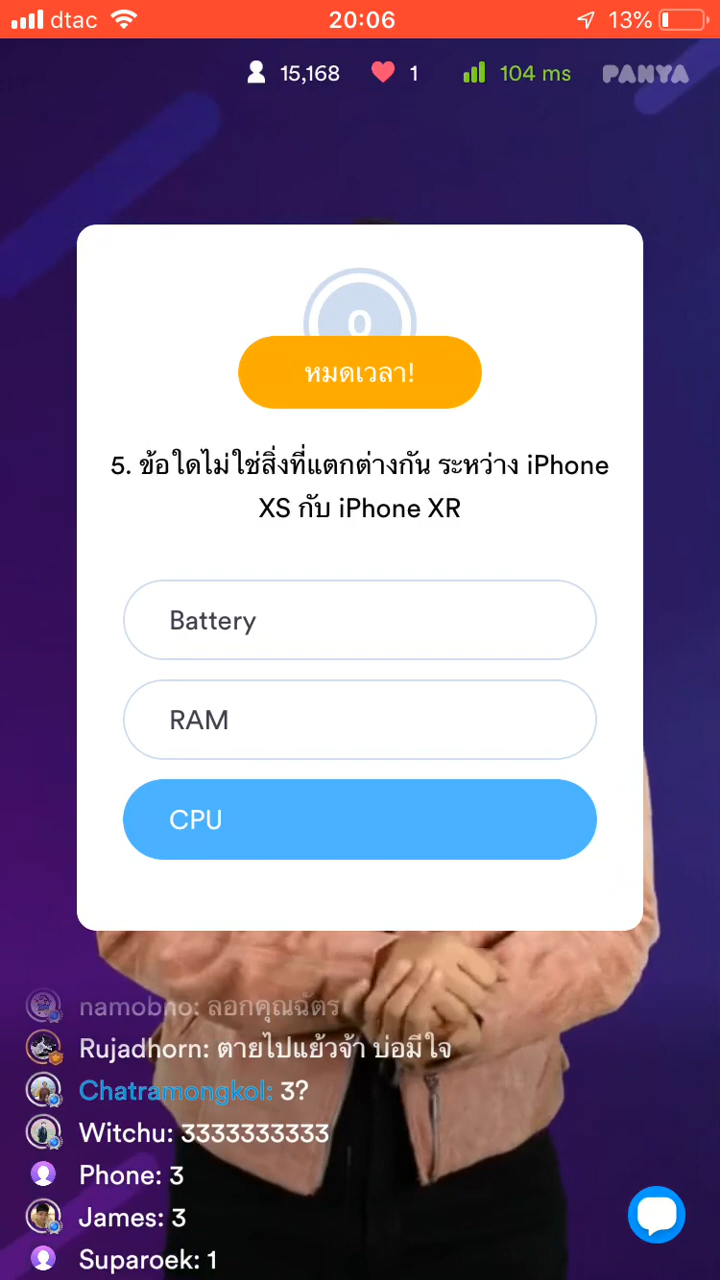 dtac 20:06 13%
15,168 1 104 ms PANYA
0
หมดเวลา!
5. ข้อใดไม่ใช่สิ่งที่แตกต่างกัน ระหว่าง iPhone
XS กับ iPhone XR
Battery
RAM
CPU
namobno: ลอกคุณฉัตร
Rujadhorn: ตายไปแย้วจ้า บ่อมีใจ
Chatramongkol: 3?
Witchu: 3333333333
Phone: 3
James: 3
Suparoek: 1